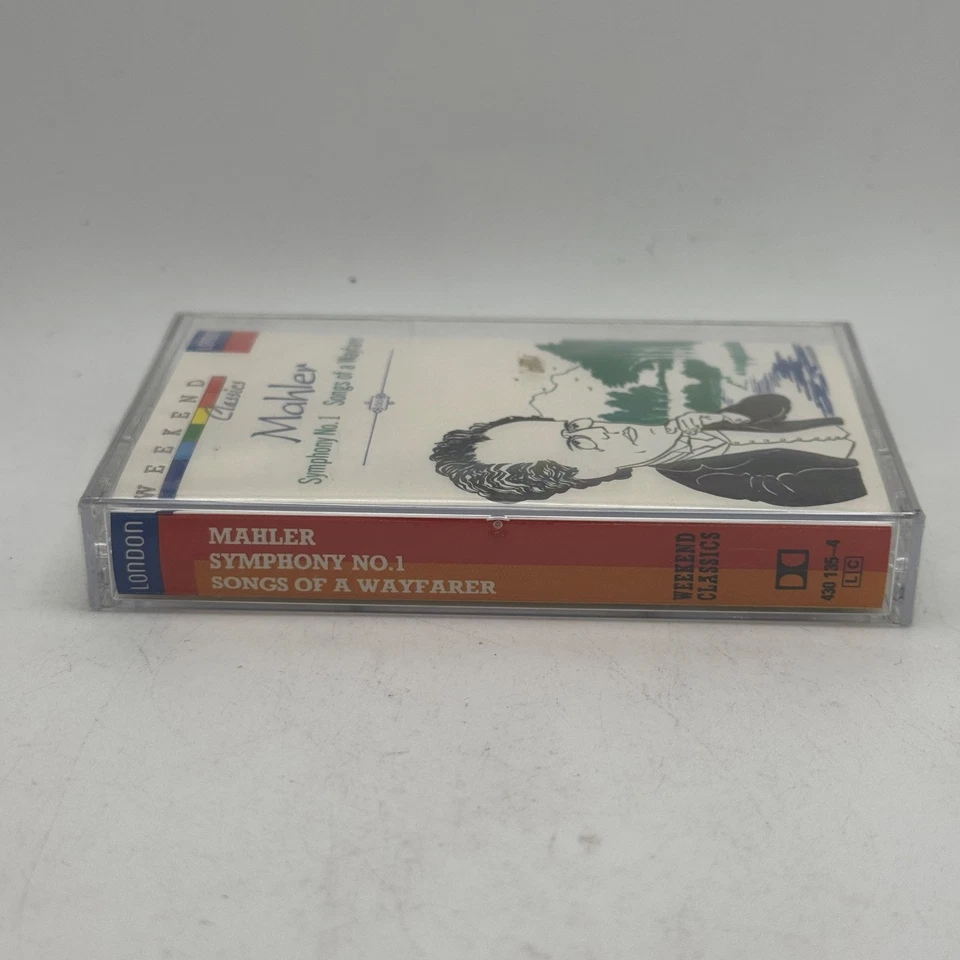 WEEKEND
Classics
Mahler
Symphony No.1 Songs of a Wayfarer
LONDON
MAHLER
SYMPHONY NO.1
SONGS OF A WAYFARER
WEEKEND
CLASSICS
430 135-4
LC